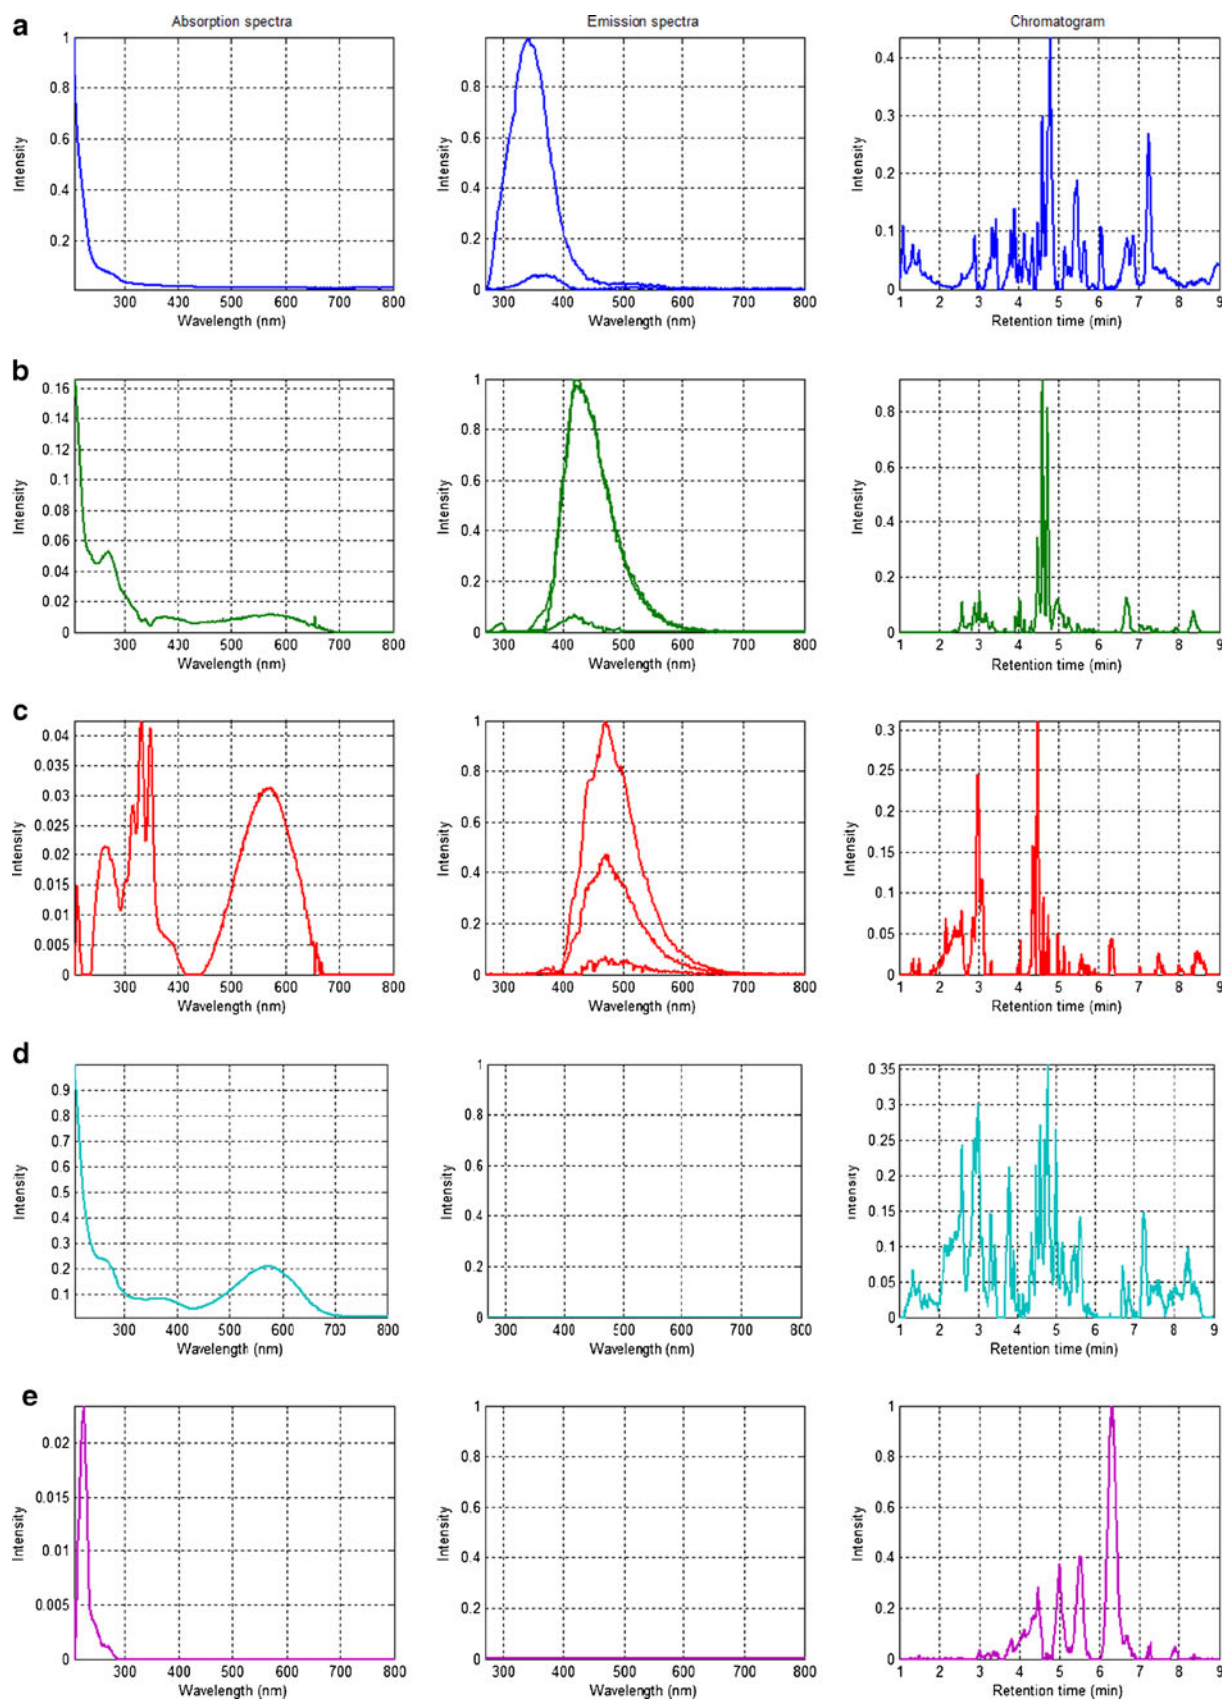 a
Absorption spectra
Emission spectra
Chromatogram
Intensity
1
0.8
0.6
0.4
0.2
300 400 500 600 700 800
Wavelength (nm)
Intensity
1
0.8
0.6
0.4
0.2
0
300 400 500 600 700 800
Wavelength (nm)
Intensity
0.4
0.3
0.2
0.1
0
1 2 3 4 5 6 7 8 9
Retention time (min)
b
Intensity
0.16
0.14
0.12
0.1
0.08
0.06
0.04
0.02
0
300 400 500 600 700 800
Wavelength (nm)
Intensity
1
0.8
0.6
0.4
0.2
0
300 400 500 600 700 800
Wavelength (nm)
Intensity
0.8
0.6
0.4
0.2
0
1 2 3 4 5 6 7 8 9
Retention time (min)
c
Intensity
0.04
0.035
0.03
0.025
0.02
0.015
0.01
0.005
0
300 400 500 600 700 800
Wavelength (nm)
Intensity
1
0.8
0.6
0.4
0.2
0
300 400 500 600 700 800
Wavelength (nm)
Intensity
0.3
0.25
0.2
0.15
0.1
0.05
0
1 2 3 4 5 6 7 8 9
Retention time (min)
d
Intensity
0.9
0.8
0.7
0.6
0.5
0.4
0.3
0.2
0.1
300 400 500 600 700 800
Wavelength (nm)
Intensity
1
0.8
0.6
0.4
0.2
0
300 400 500 600 700 800
Wavelength (nm)
Intensity
0.35
0.3
0.25
0.2
0.15
0.1
0.05
0
1 2 3 4 5 6 7 8 9
Retention time (min)
e
Intensity
0.02
0.015
0.01
0.005
0
300 400 500 600 700 800
Wavelength (nm)
Intensity
1
0.8
0.6
0.4
0.2
0
300 400 500 600 700 800
Wavelength (nm)
Intensity
1
0.8
0.6
0.4
0.2
0
1 2 3 4 5 6 7 8 9
Retention time (min)